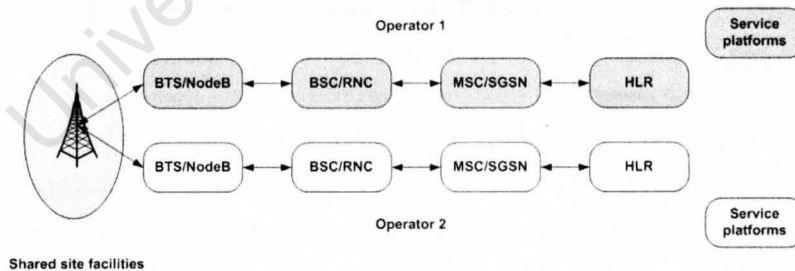 Operator 1
Service
platforms
BTS/NodeB
BSC/RNC
MSC/SGSN
HLR
BTS/NodeB
BSC/RNC
MSC/SGSN
HLR
Operator 2
Service
platforms
Shared site facilities
Unive